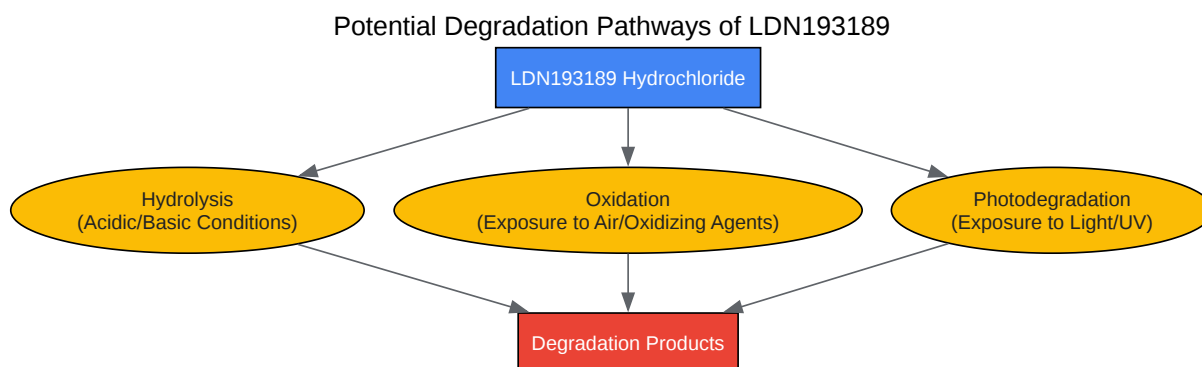 Potential Degradation Pathways of LDN193189
LDN193189 Hydrochloride
Hydrolysis
(Acidic/Basic Conditions)
Oxidation
(Exposure to Air/Oxidizing Agents)
Photodegradation
(Exposure to Light/UV)
Degradation Products